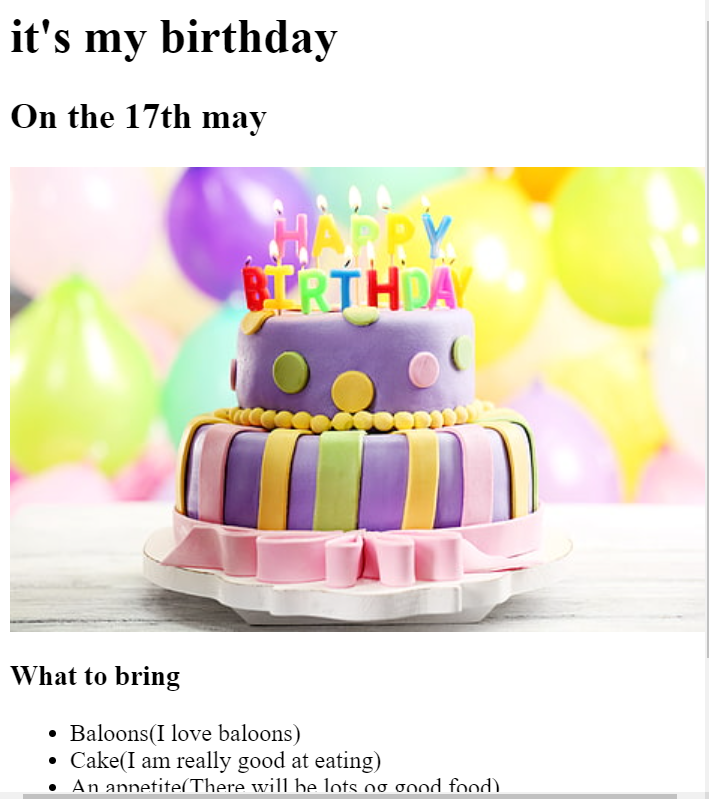 it's my birthday
On the 17th may
HAPPY
BIRTHDAY
What to bring
Baloons(I love baloons)
Cake(I am really good at eating)
An appetite(There will be lots og good food)